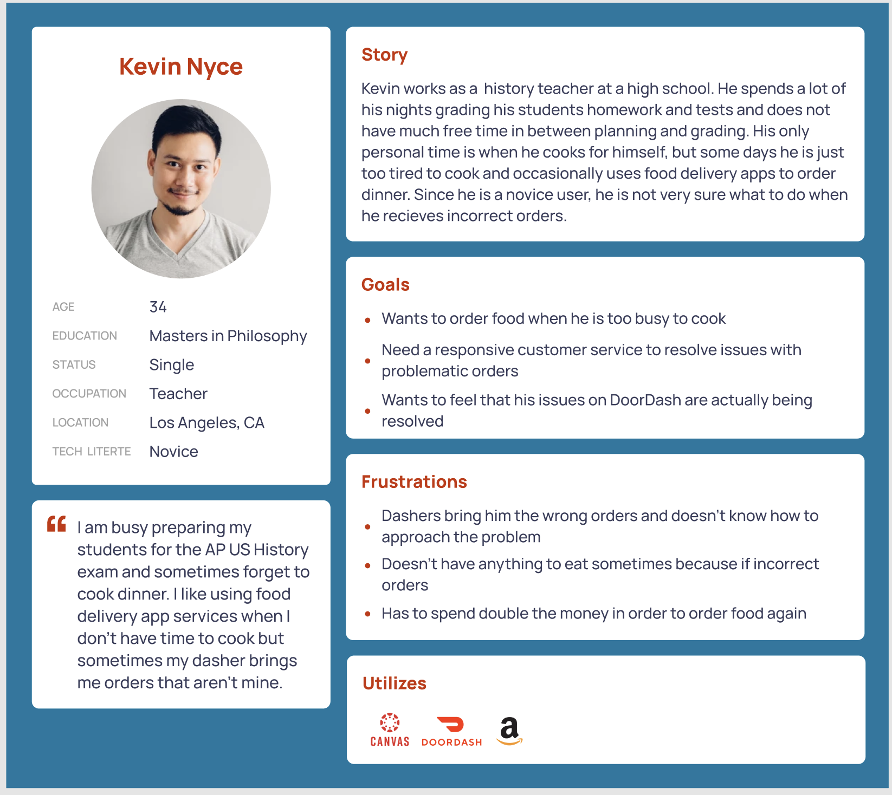 Kevin Nyce
AGE 34
EDUCATION Masters in Philosophy
STATUS Single
OCCUPATION Teacher
LOCATION Los Angeles, CA
TECH LITERTE Novice
“ I am busy preparing my
students for the AP US History
exam and sometimes forget to
cook dinner. I like using food
delivery app services when I
don't have time to cook but
sometimes my dasher brings
me orders that aren't mine.
Story
Kevin works as a history teacher at a high school. He spends a lot of
his nights grading his students homework and tests and does not
have much free time in between planning and grading. His only
personal time is when he cooks for himself, but some days he is just
too tired to cook and occasionally uses food delivery apps to order
dinner. Since he is a novice user, he is not very sure what to do when
he recieves incorrect orders.
Goals
• Wants to order food when he is too busy to cook
• Need a responsive customer service to resolve issues with
problematic orders
• Wants to feel that his issues on DoorDash are actually being
resolved
Frustrations
• Dashers bring him the wrong orders and doesn't know how to
approach the problem
• Doesn't have anything to eat sometimes because if incorrect
orders
• Has to spend double the money in order to order food again
Utilizes
CANVAS DOORDASH a